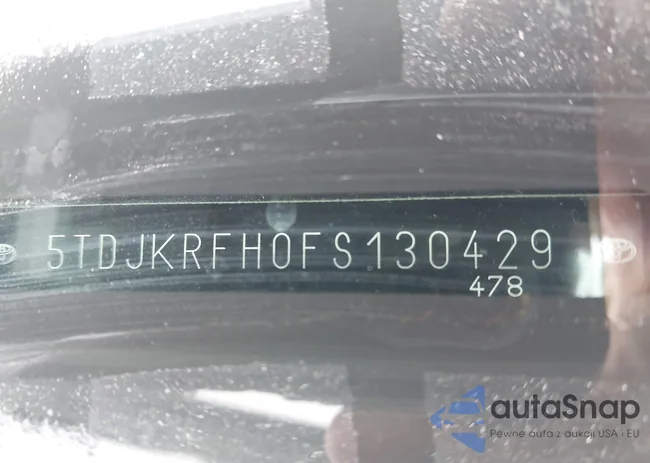 5TDJKRFH0FS130429
478
autaSnap
Pewne auta z aukcji USA • EU